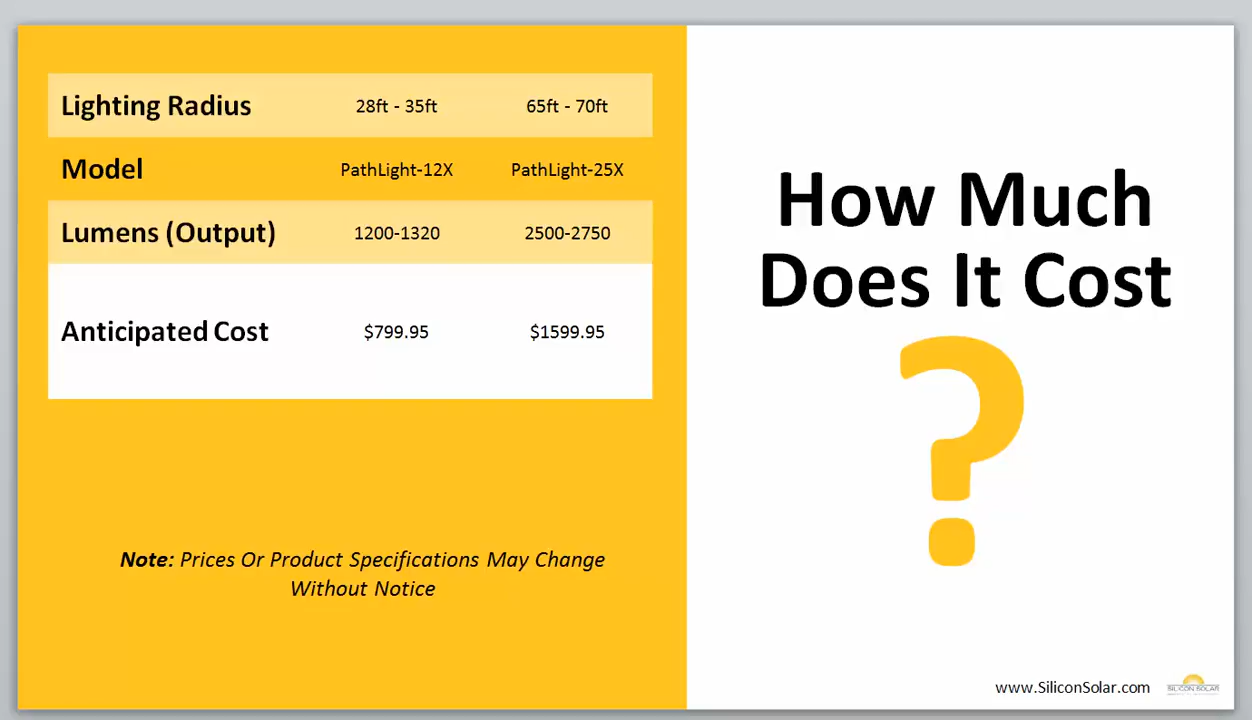 Lighting Radius 28ft - 35ft 65ft - 70ft
Model PathLight-12X PathLight-25X
Lumens (Output) 1200-1320 2500-2750
Anticipated Cost $799.95 $1599.95
Note: Prices Or Product Specifications May Change
Without Notice
How Much
Does It Cost
?
www.SiliconSolar.com
SILICON SOLAR